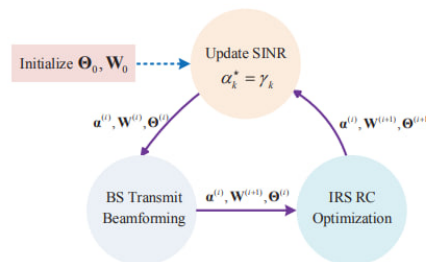 Initialize Θ₀, W₀
Update SINR
α*ₖ = γₖ
α⁽ⁱ⁾, W⁽ⁱ⁾, Θ⁽ⁱ⁾
α⁽ⁱ⁾, W⁽ⁱ⁺¹⁾, Θ⁽ⁱ⁺¹⁾
BS Transmit
Beamforming
α⁽ⁱ⁾, W⁽ⁱ⁺¹⁾, Θ⁽ⁱ⁾
IRS RC
Optimization